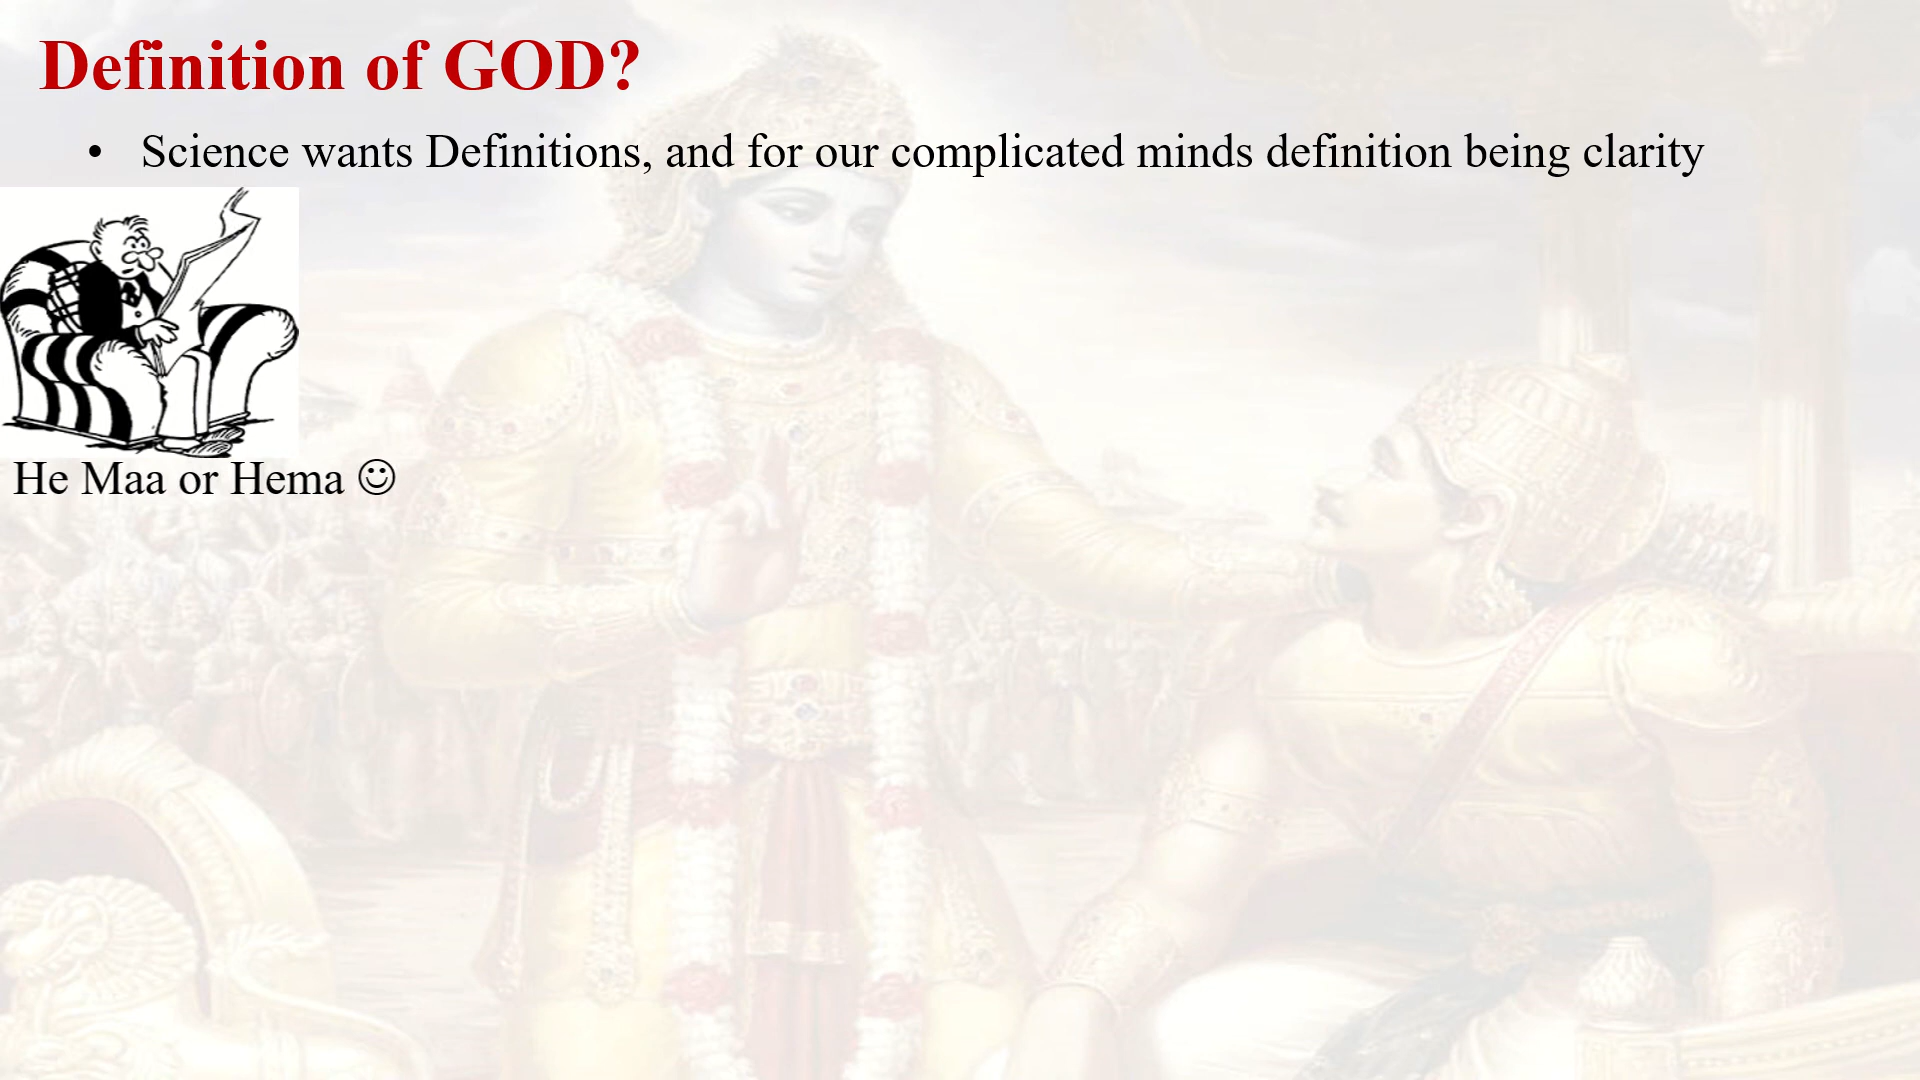 Definition of GOD?
• Science wants Definitions, and for our complicated minds definition being clarity
He Maa or Hema ☺